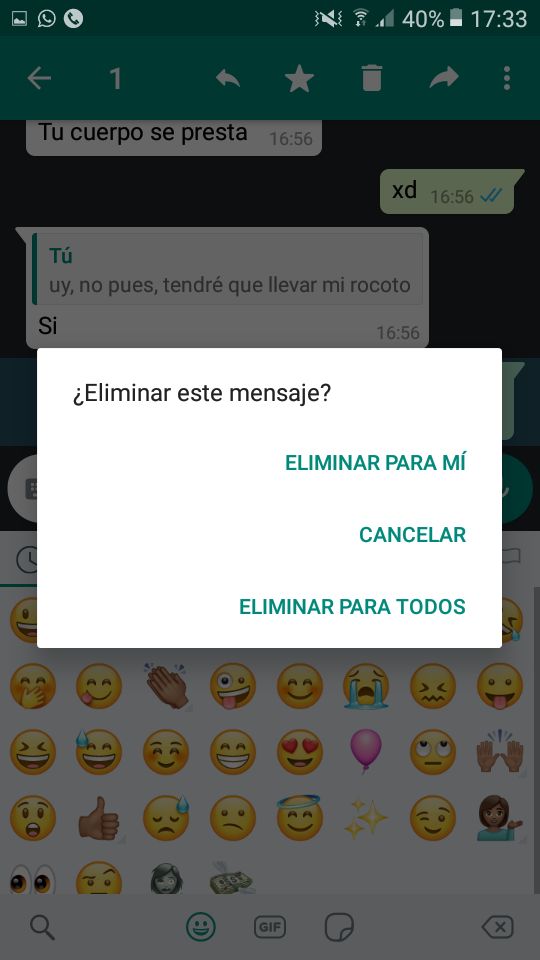 40% 17:33
1
Tu cuerpo se presta 16:56
xd 16:56
Tú
uy, no pues, tendré que llevar mi rocoto
Si 16:56
¿Eliminar este mensaje?
ELIMINAR PARA MÍ
CANCELAR
ELIMINAR PARA TODOS
GIF